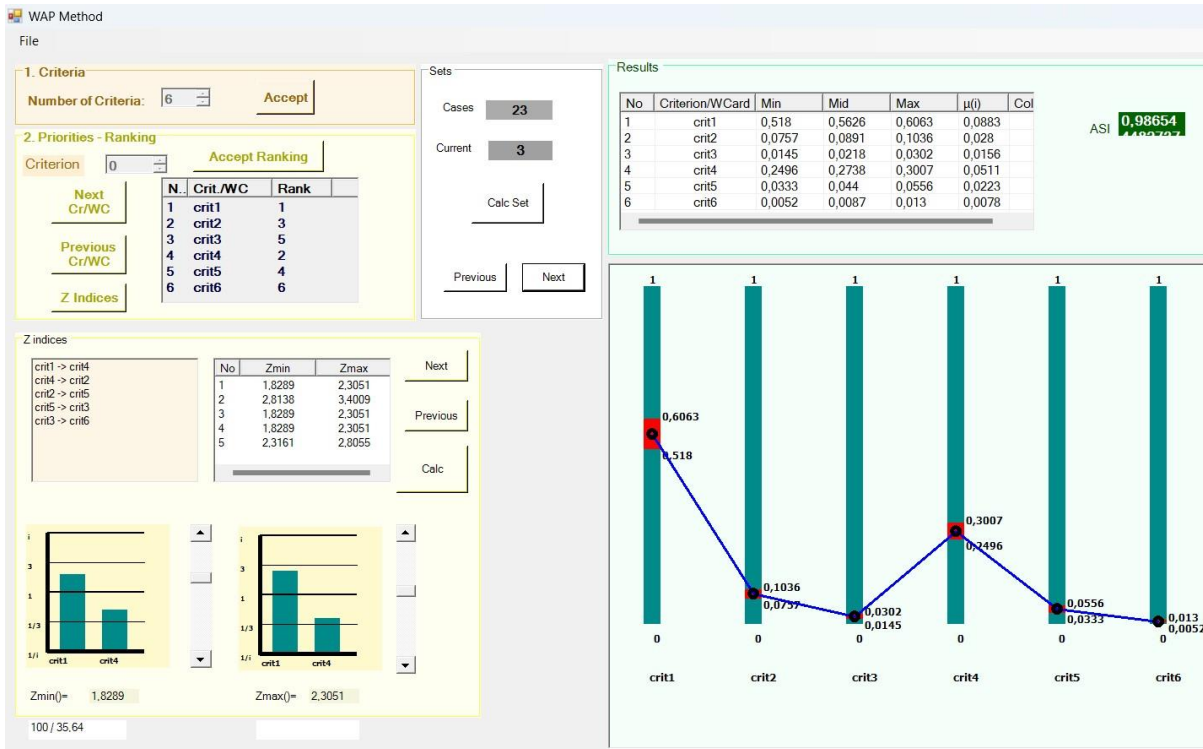 WAP Method
File
1. Criteria
Number of Criteria: 6 Accept
2. Priorities - Ranking
Criterion 0 Accept Ranking
Next Cr/WC
Previous Cr/WC
Z Indices
N.. Crit./WC Rank
1 crit1 1
2 crit2 3
3 crit3 5
4 crit4 2
5 crit5 4
6 crit6 6
Sets
Cases 23
Current 3
Calc Set
Previous Next
Results
No Criterion/WCard Min Mid Max µ(i) Col
1 crit1 0,518 0,5626 0,6063 0,0883
2 crit2 0,0757 0,0891 0,1036 0,028
3 crit3 0,0145 0,0218 0,0302 0,0156
4 crit4 0,2496 0,2738 0,3007 0,0511
5 crit5 0,0333 0,044 0,0556 0,0223
6 crit6 0,0052 0,0087 0,013 0,0078
ASI 0,98654
Z indices
crit1 -> crit4
crit4 -> crit2
crit2 -> crit5
crit5 -> crit3
crit3 -> crit6
No Zmin Zmax
1 1,8289 2,3051
2 2,8138 3,4009
3 1,8289 2,3051
4 1,8289 2,3051
5 2,3161 2,8055
Next
Previous
Calc
i
3
1
1/3
1/i
crit1 crit4
Zmin()= 1,8289
i
3
1
1/3
1/i
crit1 crit4
Zmax()= 2,3051
100 / 35,64
1 1 1 1 1 1
0,6063
0,518
0,1036
0,0757
0,0302
0,0145
0,3007
0,2496
0,0556
0,0333
0,013
0,0052
0 0 0 0 0 0
crit1 crit2 crit3 crit4 crit5 crit6